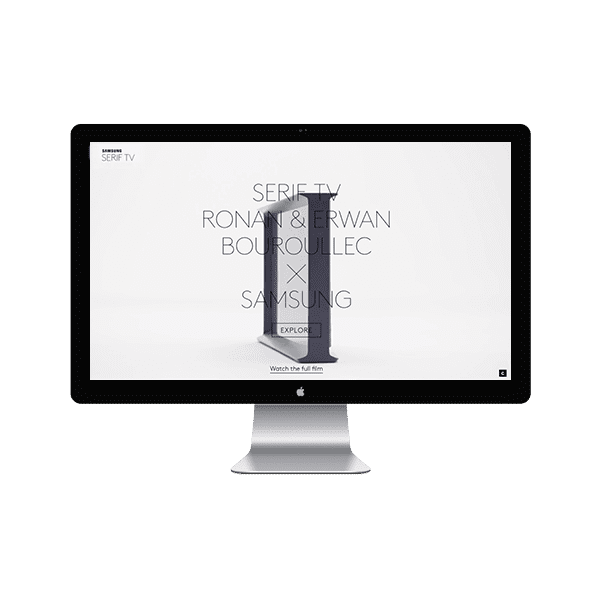 SAMSUNG
SERIF TV
SERIF TV
RONAN & ERWAN
BOUROULLEC
X
SAMSUNG
EXPLORE
Watch the full film